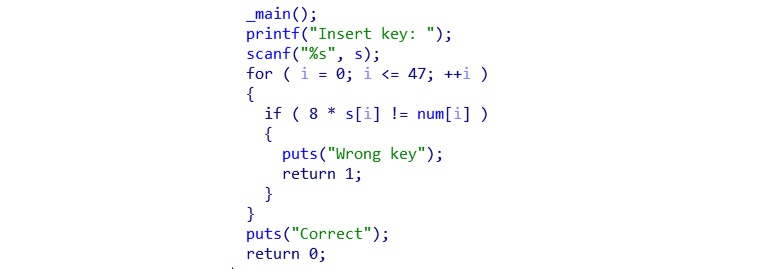 _main();
printf("Insert key: ");
scanf("%s", s);
for ( i = 0; i <= 47; ++i )
{
if ( 8 * s[i] != num[i] )
{
puts("Wrong key");
return 1;
}
}
puts("Correct");
return 0;